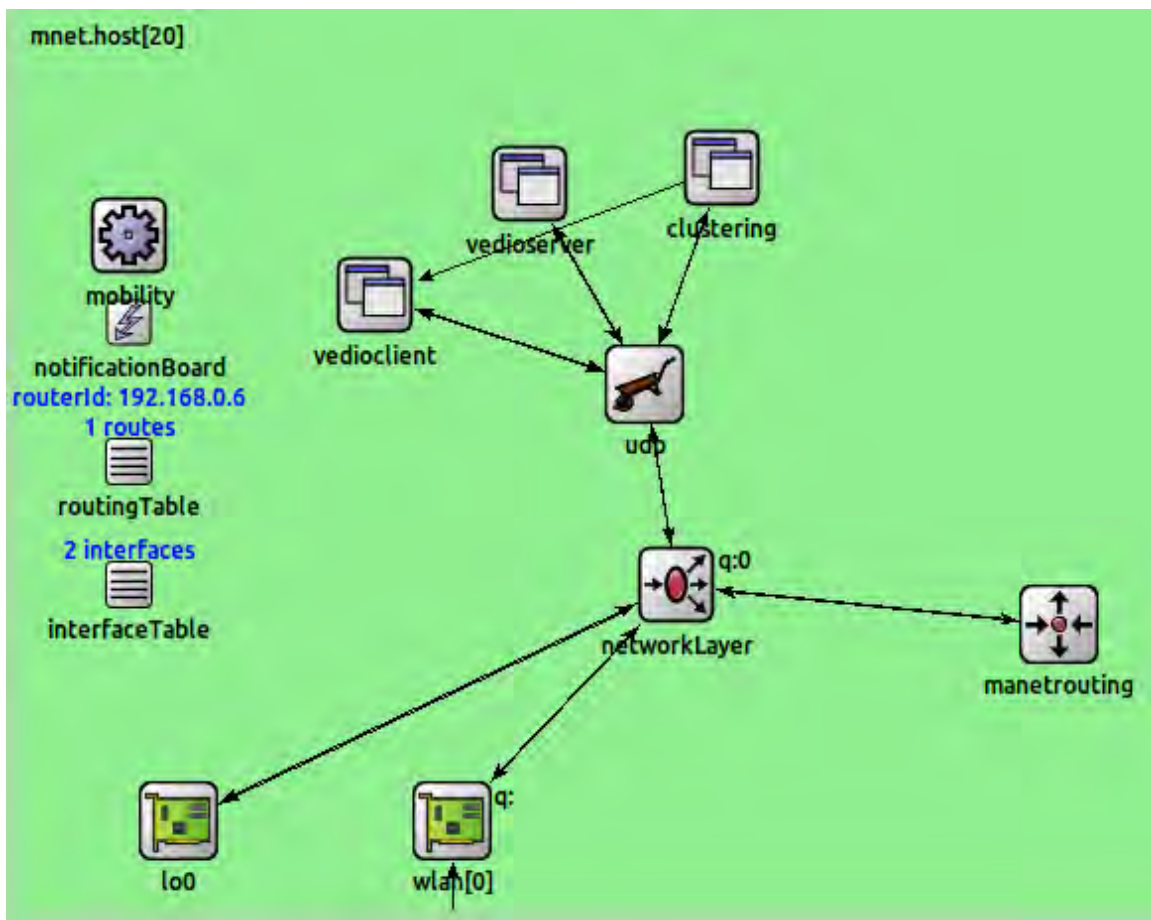 mnet.host[20]
vedioserver
clustering
mobility
vedioclient
notificationBoard
routerId: 192.168.0.6
1 routes
udp
routingTable
2 interfaces
q:0
interfaceTable
networkLayer
manetrouting
q:
lo0
wlan[0]